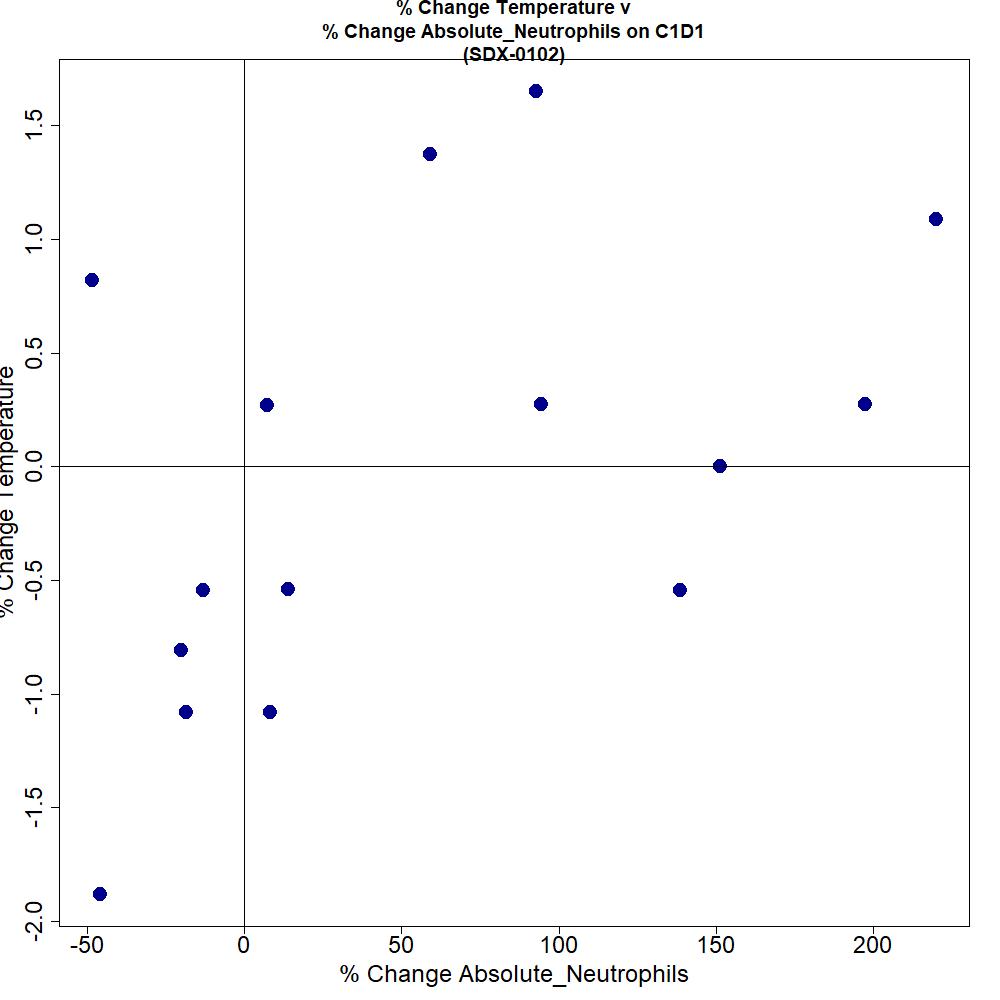 % Change Temperature v
% Change Absolute_Neutrophils on C1D1
(SDX-0102)
% Change Temperature
1.5
1.0
0.5
0.0
-0.5
-1.0
-1.5
-2.0
-50
0
50
100
150
200
% Change Absolute_Neutrophils